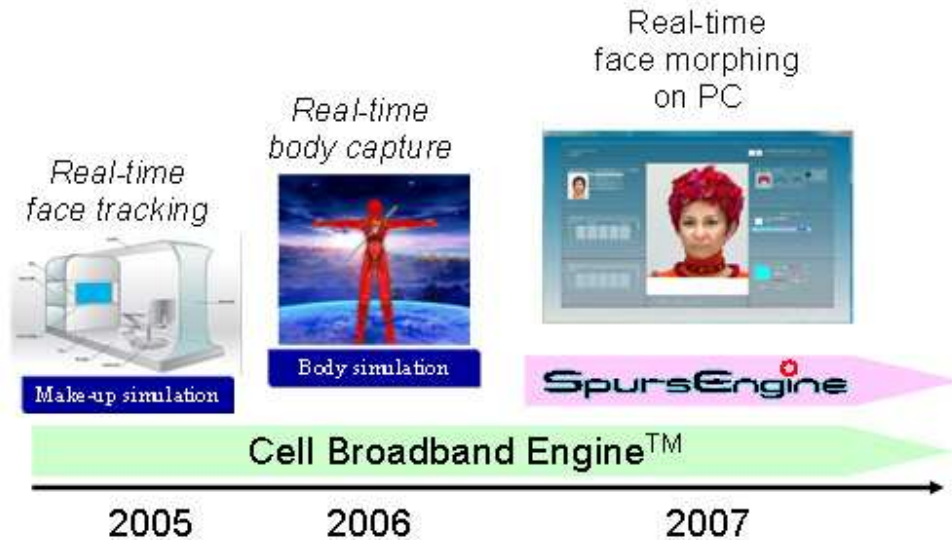 Real-time
face tracking
Make-up simulation
Real-time
body capture
Body simulation
Real-time
face morphing
on PC
SpursEngine
Cell Broadband Engine™
2005
2006
2007